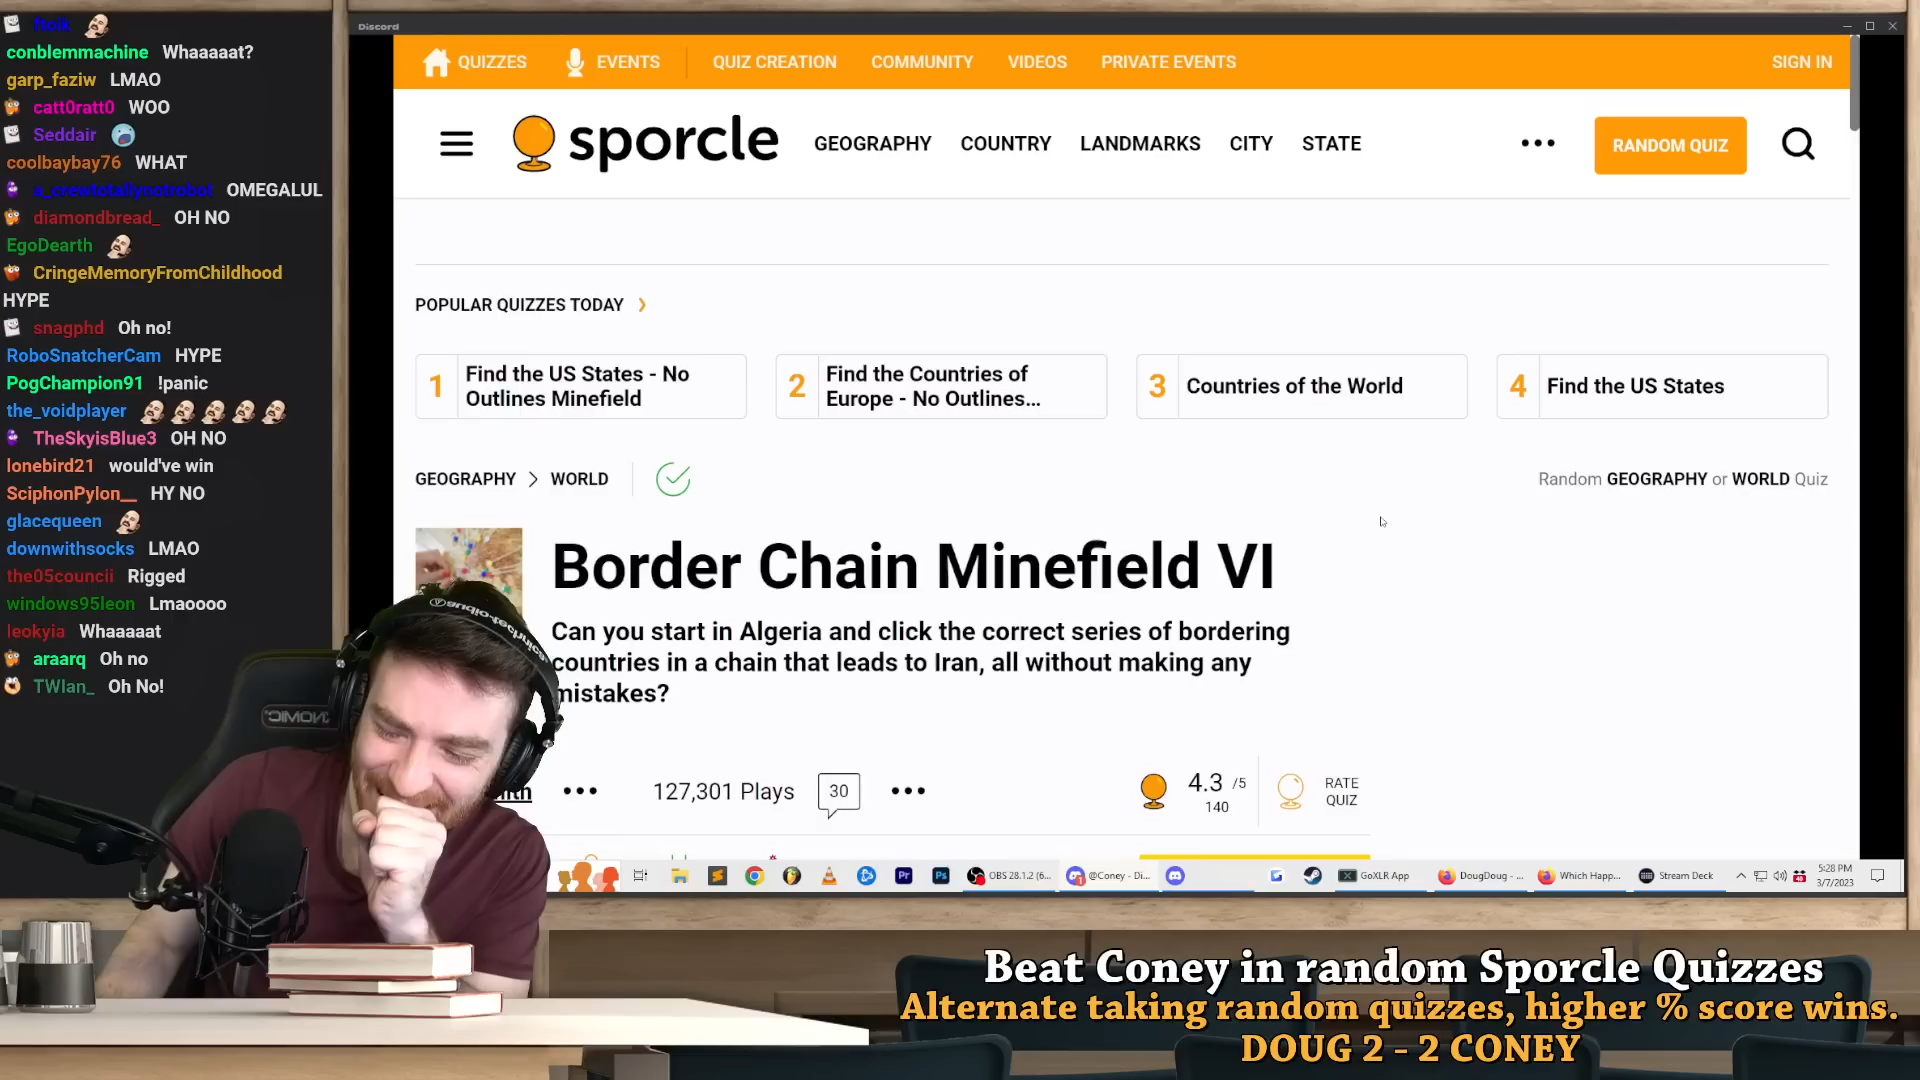 ftoik
conblemmachine Whaaaaat?
garp_faziw LMAO
catt0ratt0 WOO
Seddair
coolbaybay76 WHAT
a_crewtotallynotrobot OMEGALUL
diamondbread_ OH NO
EgoDearth
CringeMemoryFromChildhood
HYPE
snagphd Oh no!
RoboSnatcherCam HYPE
PogChampion91 !panic
the_voidplayer
TheSkyisBlue3 OH NO
lonebird21 would've win
SciphonPylon__ HY NO
glacequeen
downwithsocks LMAO
the05councii Rigged
windows95leon Lmaoooo
leokyia Whaaaaat
araarq Oh no
TWlan_ Oh No!
Discord
QUIZZES EVENTS QUIZ CREATION COMMUNITY VIDEOS PRIVATE EVENTS SIGN IN
sporcle GEOGRAPHY COUNTRY LANDMARKS CITY STATE RANDOM QUIZ
POPULAR QUIZZES TODAY
1 Find the US States - No
Outlines Minefield
2 Find the Countries of
Europe - No Outlines...
3 Countries of the World
4 Find the US States
GEOGRAPHY > WORLD Random GEOGRAPHY or WORLD Quiz
Border Chain Minefield VI
Can you start in Algeria and click the correct series of bordering
countries in a chain that leads to Iran, all without making any
mistakes?
127,301 Plays 30 4.3 /5
140
RATE
QUIZ
OBS 28.1.2 (6... @Coney - Di... GoXLR App DougDoug - ... Which Happ... Stream Deck 5:28 PM
3/7/2023
audio-technica
Beat Coney in random Sporcle Quizzes
Alternate taking random quizzes, higher % score wins.
DOUG 2 - 2 CONEY